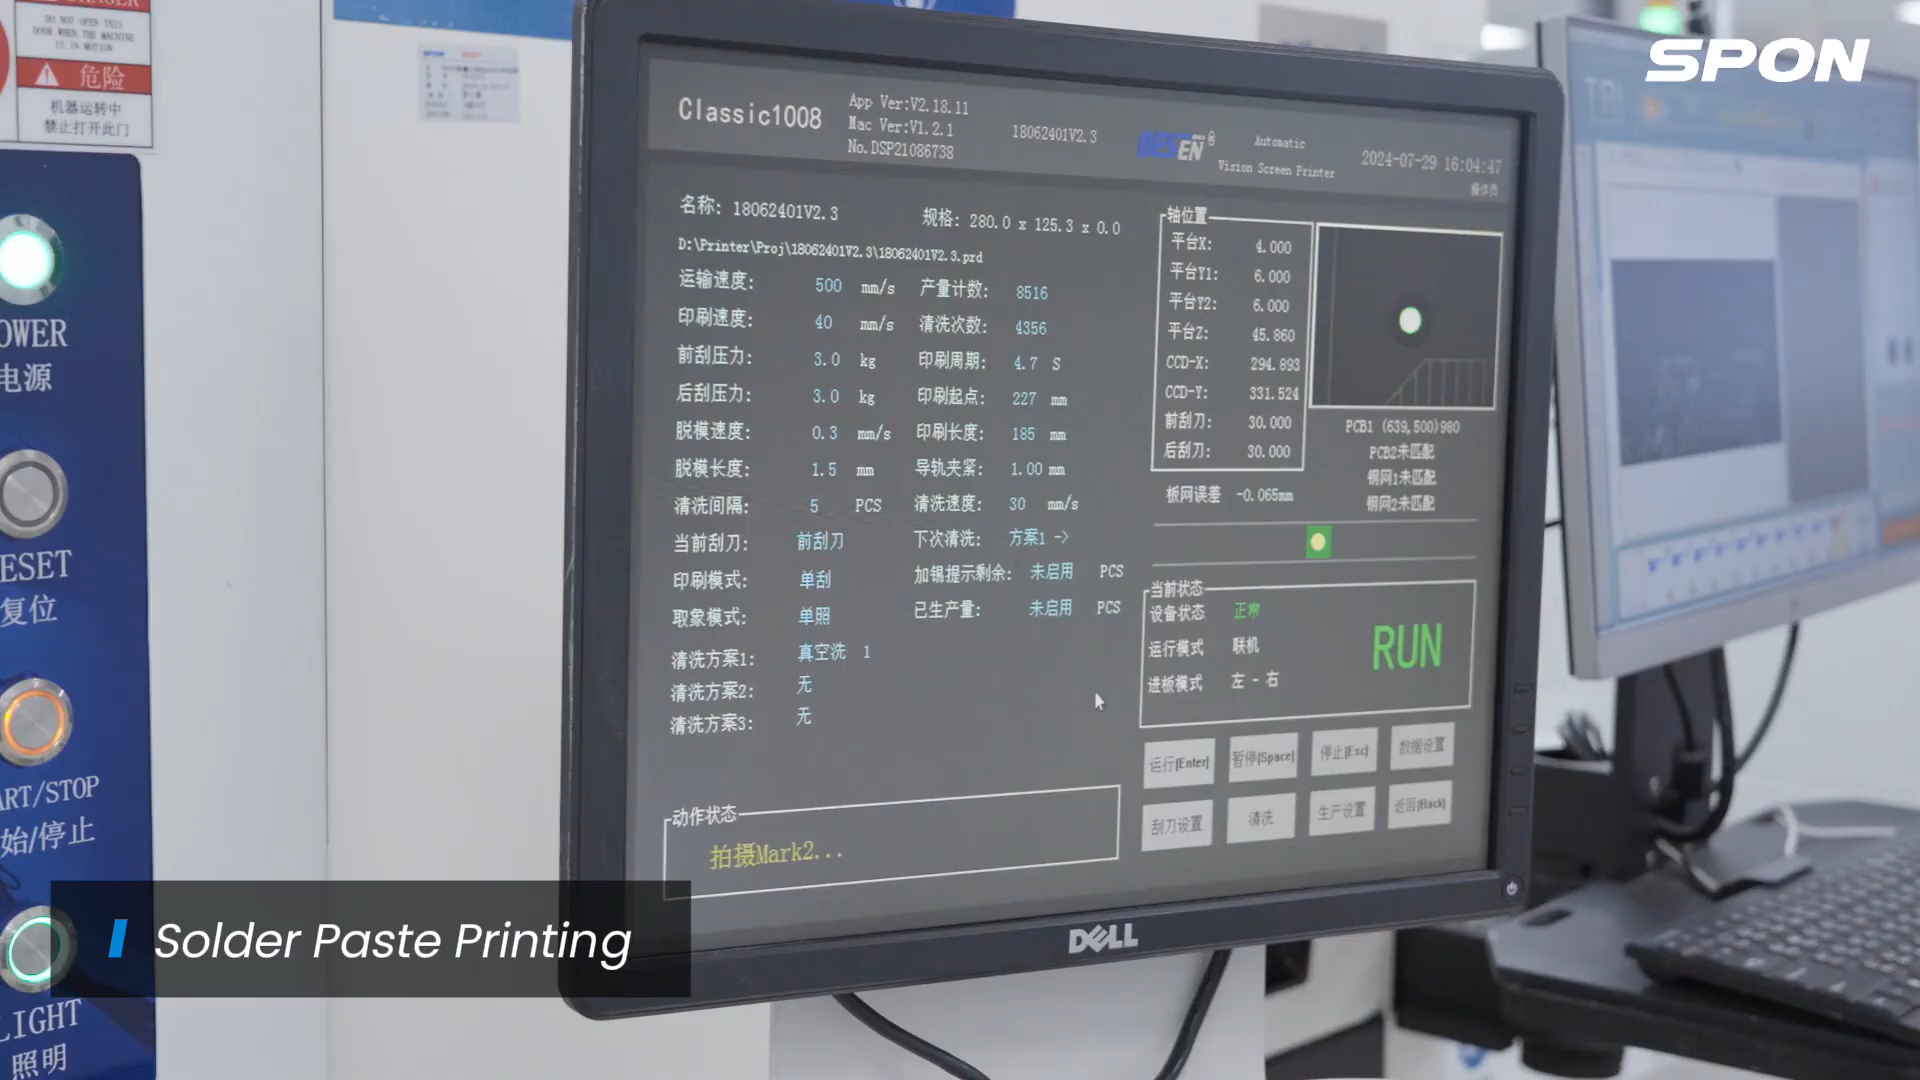 DANGER
DO NOT OPEN THIS
DOOR WHEN THE MACHINE
IS IN MOTION
危险
机器运转中
禁止打开此门
OWER
电源
ESET
复位
ART/STOP
始/停止
LIGHT
照明
SPON
Classic1008
App Ver:V2.18.11
Mac Ver:V1.2.1
No.DSP21086738
18062401V2.3
DESEN®
Automatic
Vision Screen Printer
2024-07-29 16:04:47
操作员
名称: 18062401V2.3
规格: 280.0 x 125.3 x 0.0
D:\Printer\Proj\18062401V2.3\18062401V2.3.prd
运输速度: 500 mm/s
印刷速度: 40 mm/s
前刮压力: 3.0 kg
后刮压力: 3.0 kg
脱模速度: 0.3 mm/s
脱模长度: 1.5 mm
清洗间隔: 5 PCS
当前刮刀: 前刮刀
印刷模式: 单刮
取象模式: 单照
清洗方案1: 真空洗 1
清洗方案2: 无
清洗方案3: 无
产量计数: 8516
清洗次数: 4356
印刷周期: 4.7 S
印刷起点: 227 mm
印刷长度: 185 mm
导轨夹紧: 1.00 mm
清洗速度: 30 mm/s
下次清洗: 方案1 ->
加锡提示剩余: 未启用 PCS
已生产量: 未启用 PCS
轴位置
平台X: 4.000
平台Y1: 6.000
平台Y2: 6.000
平台Z: 45.860
CCD-X: 294.893
CCD-Y: 331.524
前刮刀: 30.000
后刮刀: 30.000
PCB1 (639,500)980
PCB2未匹配
钢网1未匹配
钢网2未匹配
板网误差 -0.065mm
当前状态
设备状态 正常
运行模式 联机
进板模式 左 - 右
RUN
运行[Enter]
暂停[Space]
停止[Esc]
数据设置
刮刀设置
清洗
生产设置
返回[Back]
动作状态
拍摄Mark2...
DELL
TRI
Solder Paste Printing